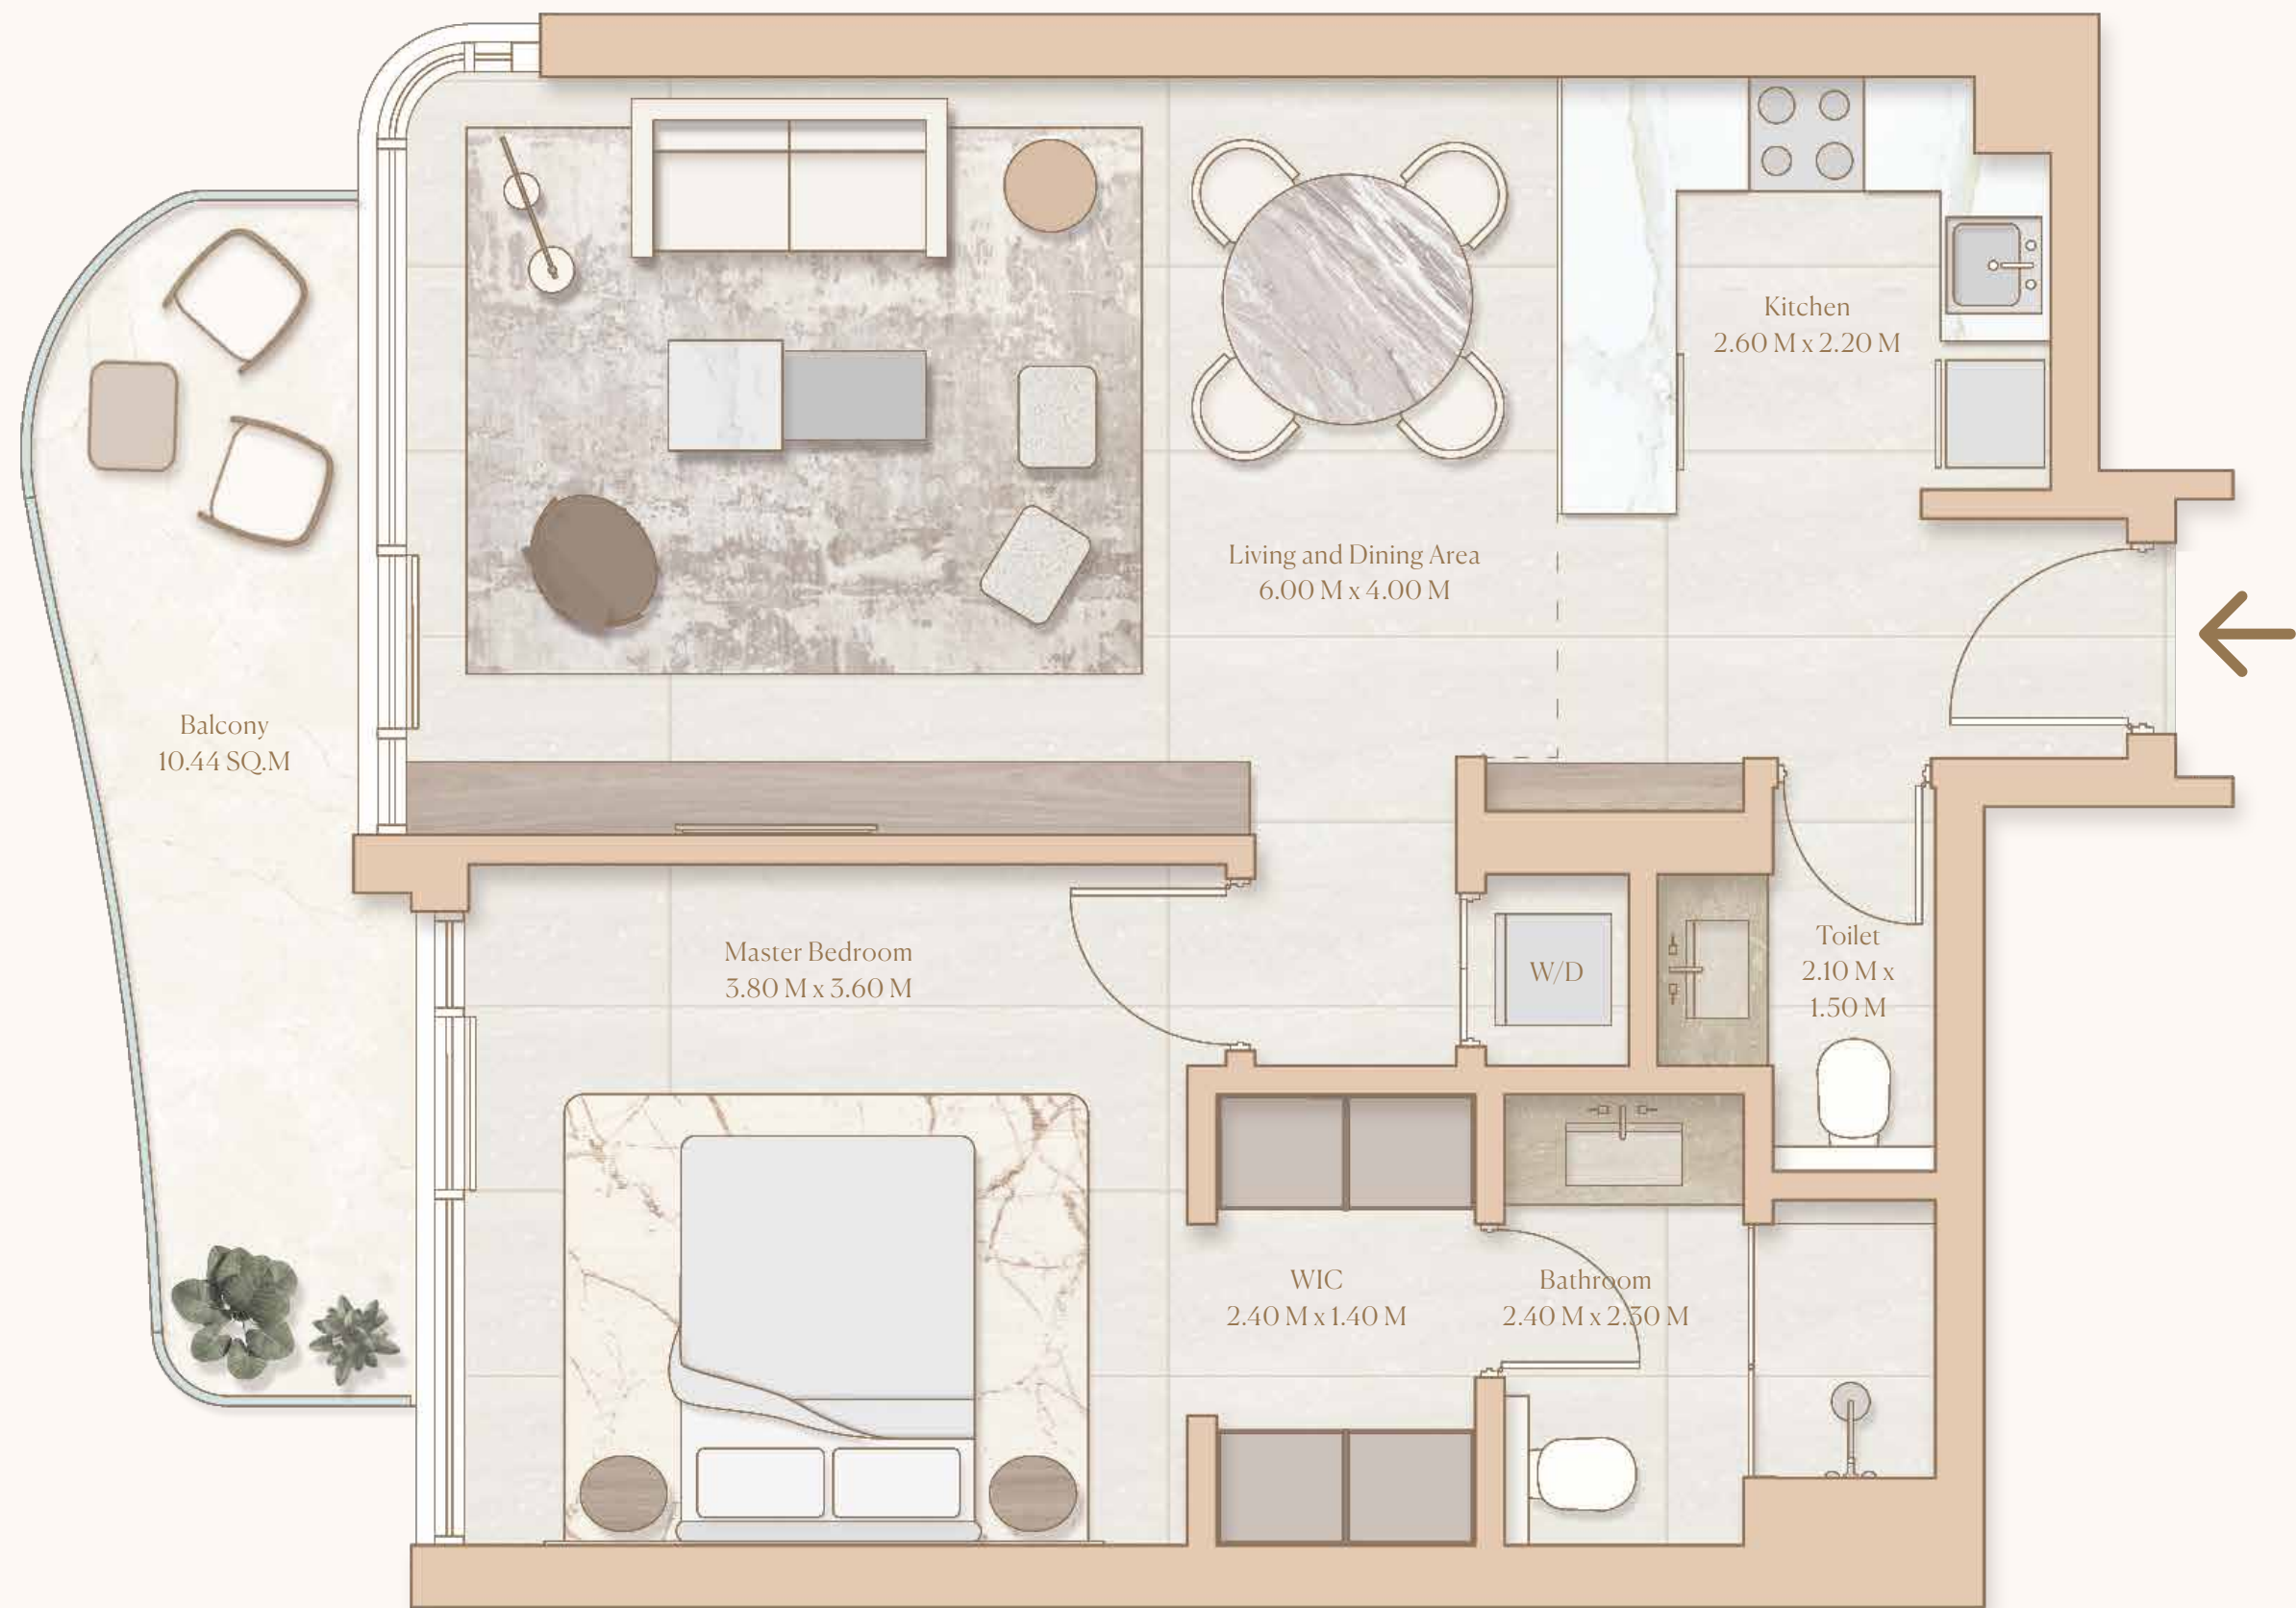 Kitchen
2.60 M x 2.20 M
Living and Dining Area
6.00 M x 4.00 M
Balcony
10.44 SQ.M
Master Bedroom
3.80 M x 3.60 M
W/D
Toilet
2.10 M x
1.50 M
WIC
2.40 M x 1.40 M
Bathroom
2.40 M x 2.30 M